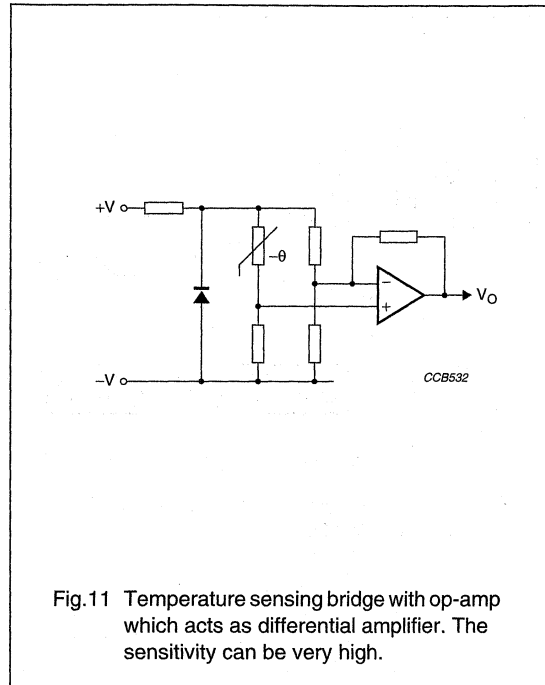 +V
−θ
−
+
V_O
−V
CCB532
Fig.11 Temperature sensing bridge with op-amp
which acts as differential amplifier. The
sensitivity can be very high.